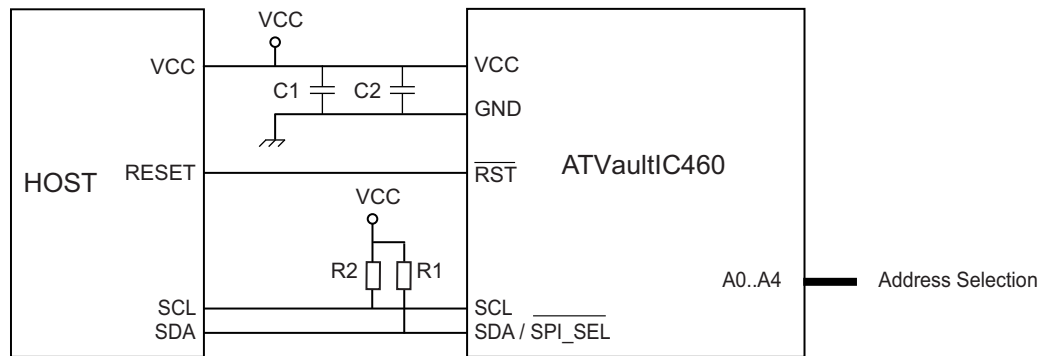 VCC
VCC
VCC
C1
C2
GND
HOST
RESET
RST
ATVaultIC460
VCC
R2
R1
A0..A4
Address Selection
SCL
SCL
SDA
SDA / SPI_SEL